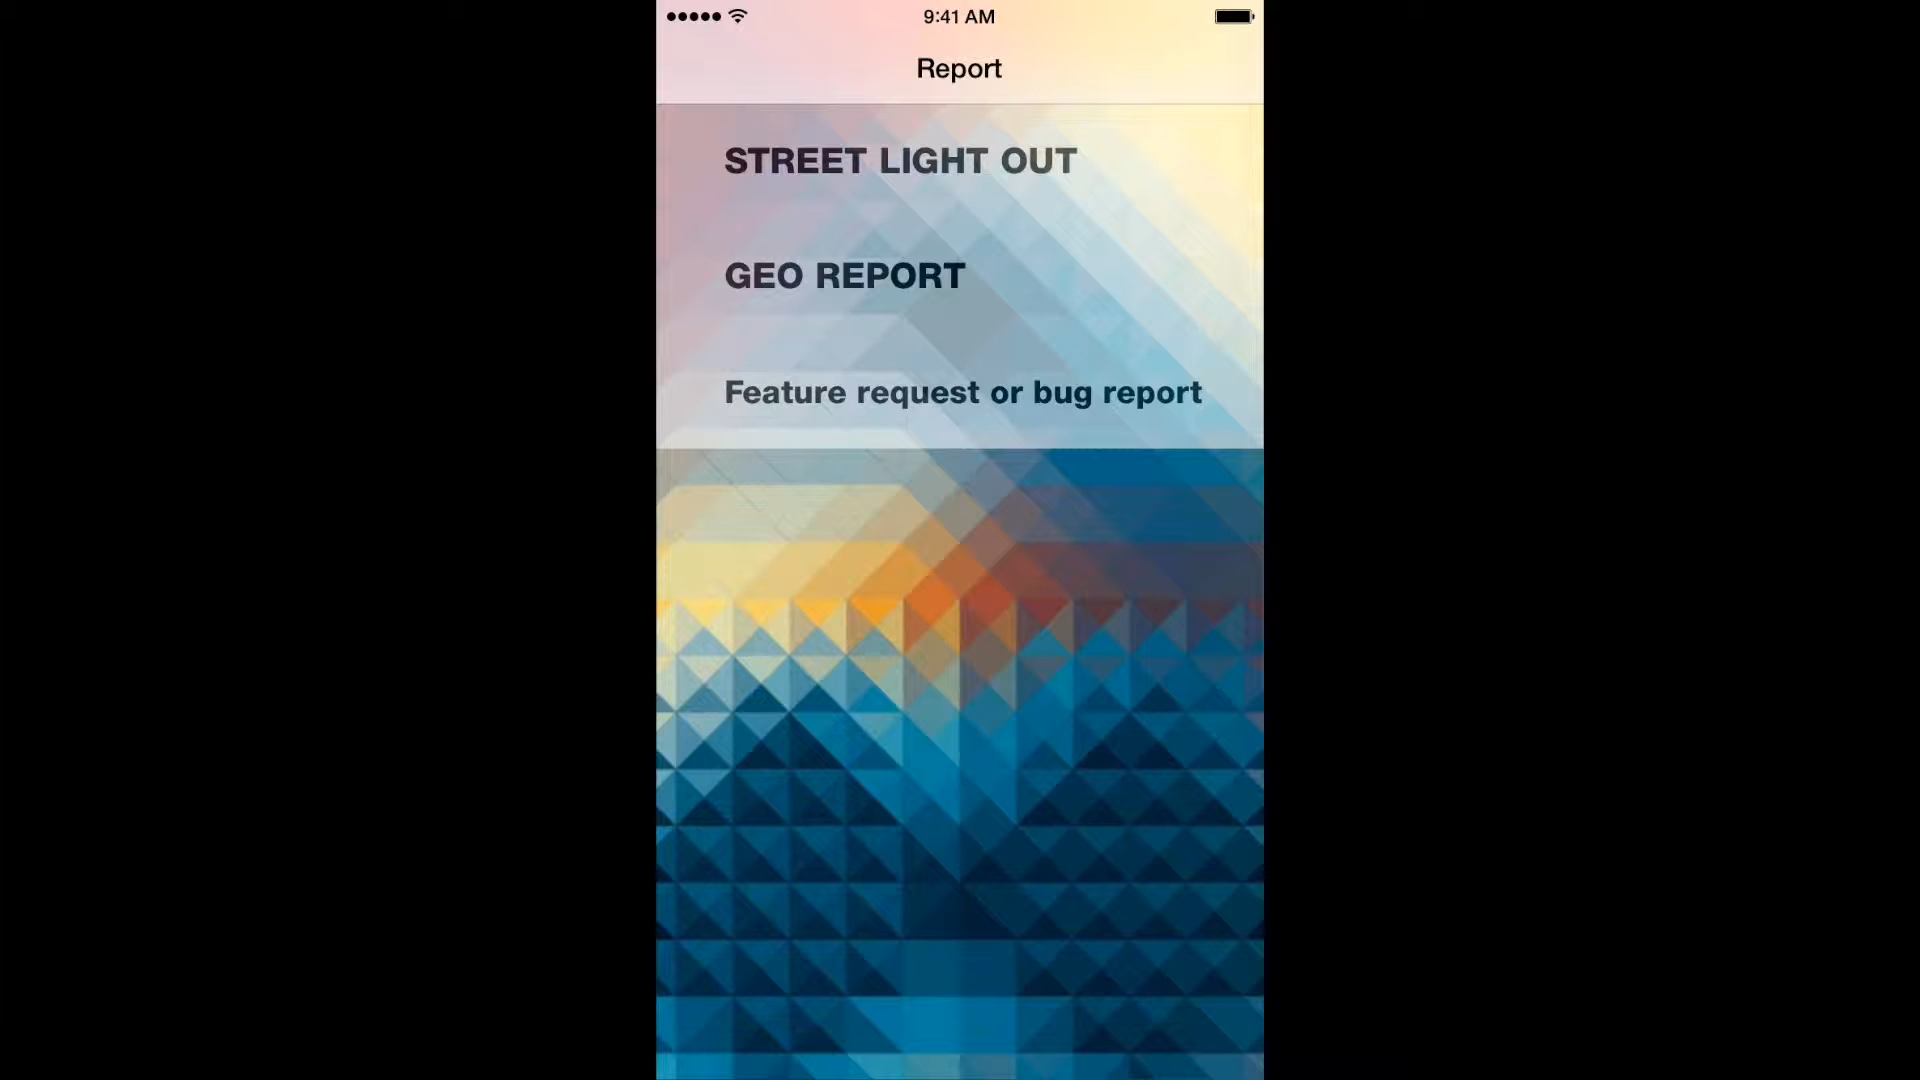 9:41 AM
Report
STREET LIGHT OUT
GEO REPORT
Feature request or bug report